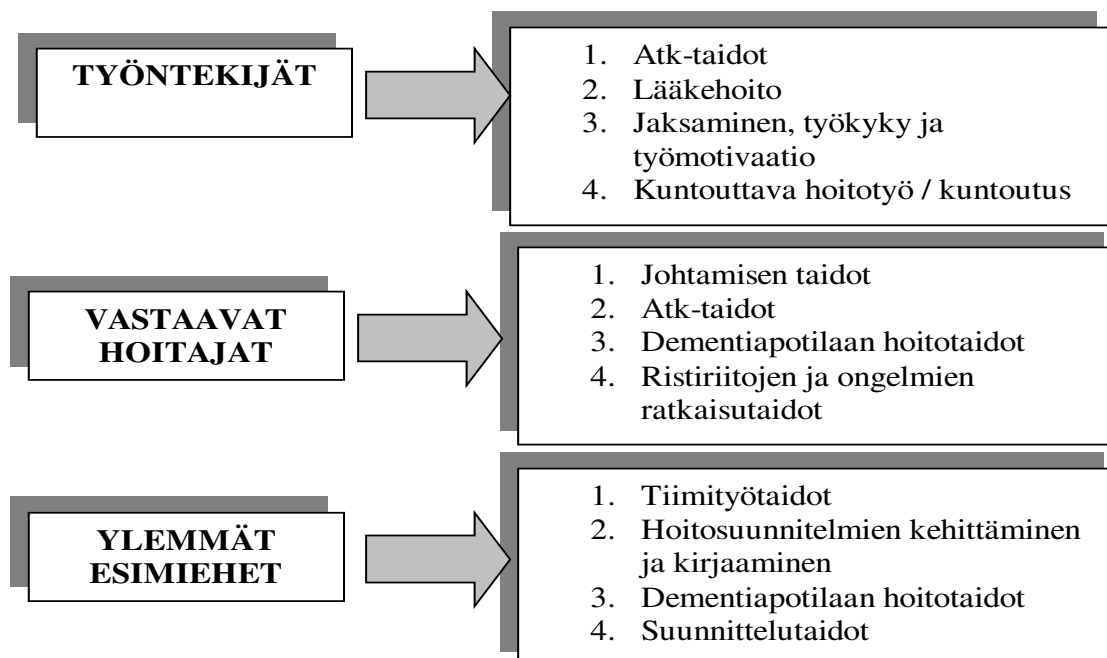 TYÖNTEKIJÄT
1. Atk-taidot
2. Lääkehoito
3. Jaksaminen, työkyky ja
työmotivaatio
4. Kuntouttava hoitotyö / kuntoutus
VASTAAVAT
HOITAJAT
1. Johtamisen taidot
2. Atk-taidot
3. Dementiapotilaan hoitotaidot
4. Ristiriitojen ja ongelmien
ratkaisutaidot
YLEMMÄT
ESIMIEHET
1. Tiimityötaidot
2. Hoitosuunnitelmien kehittäminen
ja kirjaaminen
3. Dementiapotilaan hoitotaidot
4. Suunnittelutaidot